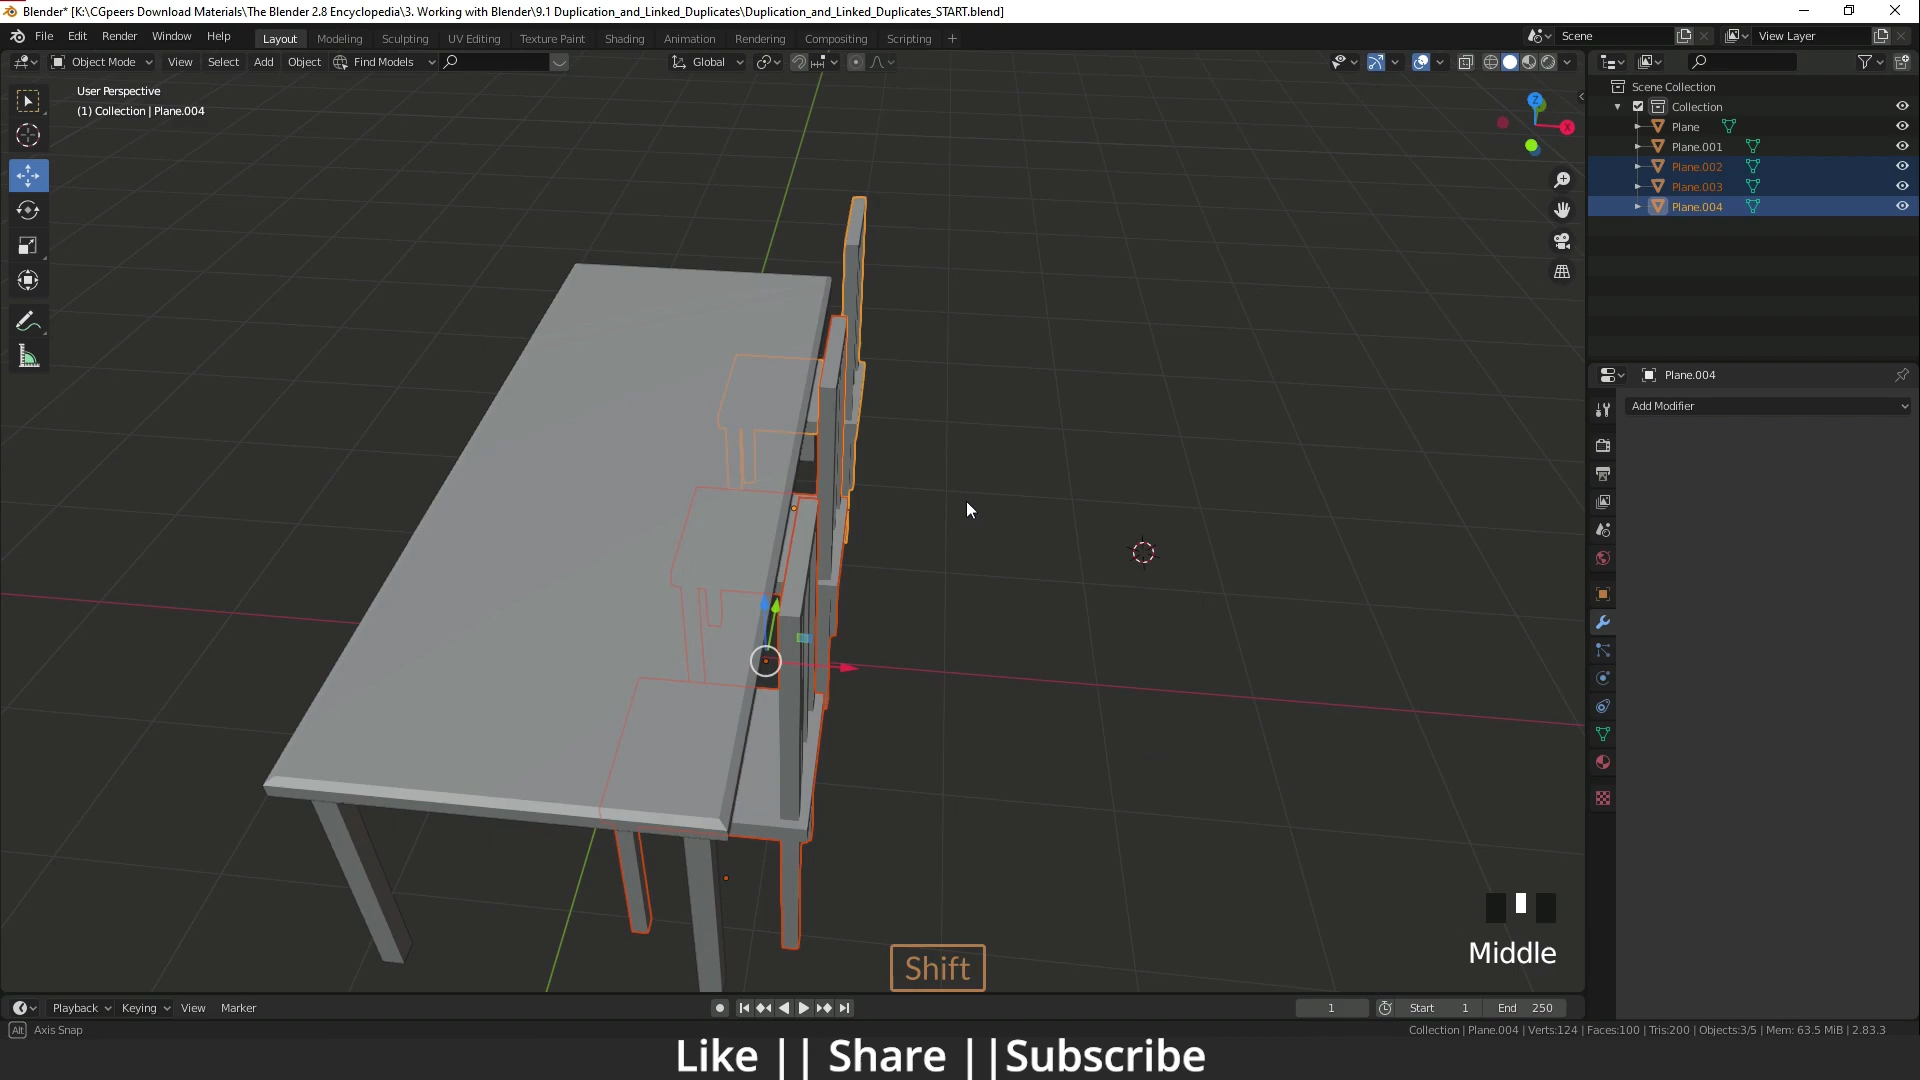 Blender* [K:\CGpeers Download Materials\The Blender 2.8 Encyclopedia\3. Working with Blender\9.1 Duplication_and_Linked_Duplicates\Duplication_and_Linked_Duplicates_START.blend]
File Edit Render Window Help Layout Modeling Sculpting UV Editing Texture Paint Shading Animation Rendering Compositing Scripting + Scene View Layer
Object Mode View Select Add Object Find Models Global
User Perspective
(1) Collection | Plane.004
Z
X
Scene Collection
Collection
Plane
Plane.001
Plane.002
Plane.003
Plane.004
Plane.004
Add Modifier
Shift
Middle
Playback Keying View Marker 1 Start 1 End 250
Alt Axis Snap Collection | Plane.004 | Verts:124 | Faces:100 | Tris:200 | Objects:3/5 | Mem: 63.5 MiB | 2.83.3
Like || Share ||Subscribe